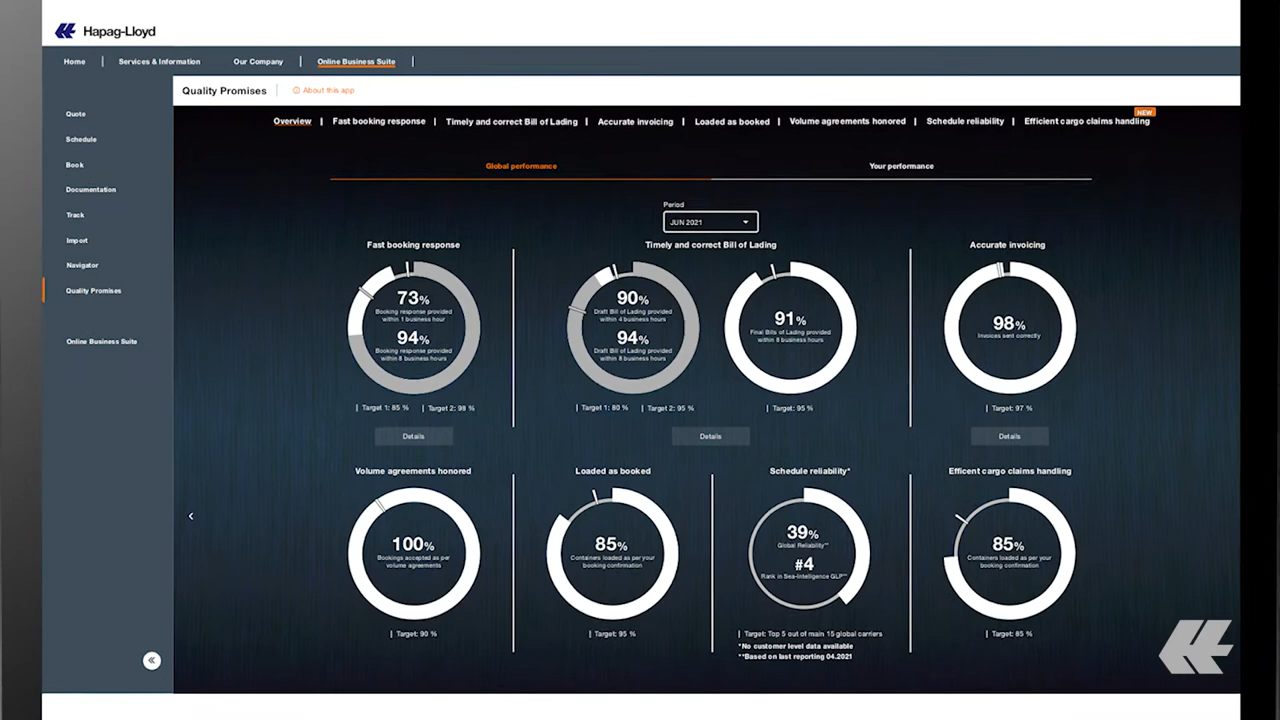 Hapag-Lloyd
Home | Services & Information | Our Company | Online Business Suite |
Quality Promises | About this app
Quote
Schedule
Book
Documentation
Track
Import
Navigator
Quality Promises
Online Business Suite
NEW
Overview | Fast booking response | Timely and correct Bill of Lading | Accurate invoicing | Loaded as booked | Volume agreements honored | Schedule reliability | Efficient cargo claims handling
Global performance
Your performance
Period
JUN 2021
Fast booking response
73%
Booking response provided
within 1 business hour
94%
Booking response provided
within 8 business hours
| Target 1: 85 % | Target 2: 98 %
Details
Timely and correct Bill of Lading
90%
Draft Bill of Lading provided
within 4 business hours
94%
Draft Bill of Lading provided
within 8 business hours
| Target 1: 80 % | Target 2: 95 %
91%
Final Bills of Lading provided
within 8 business hours
| Target: 95 %
Details
Accurate invoicing
98%
Invoices sent correctly
| Target: 97 %
Details
Volume agreements honored
100%
Bookings accepted as per
volume agreements
| Target: 90 %
Loaded as booked
85%
Containers loaded as per your
booking confirmation
| Target: 95 %
Schedule reliability*
39%
Global Reliability**
#4
Rank in Sea-Intelligence GLP**
| Target: Top 5 out of main 15 global carriers
*No customer level data available
**Based on last reporting 04.2021
Efficent cargo claims handling
85%
Containers loaded as per your
booking confirmation
| Target: 85 %